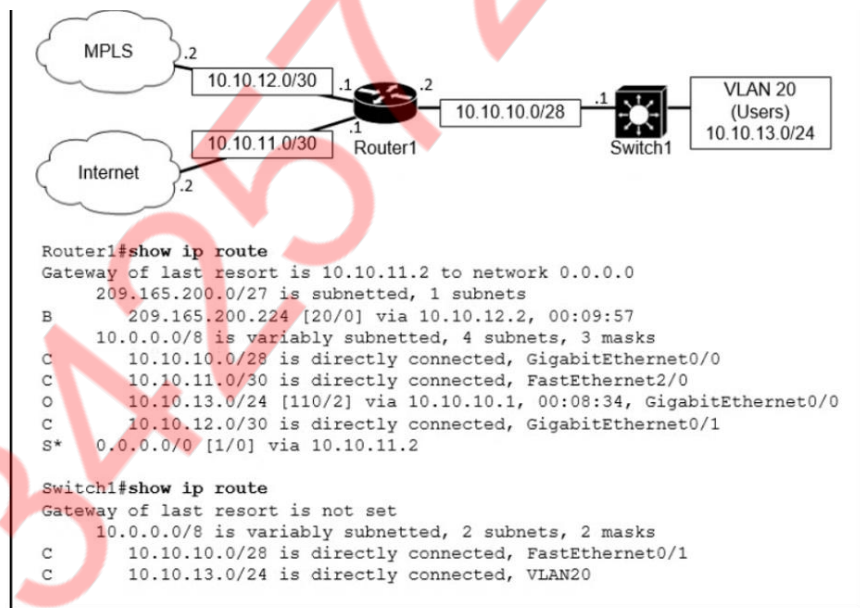 MPLS
.2
10.10.12.0/30
.1
.2
10.10.10.0/28
.1
VLAN 20
(Users)
10.10.13.0/24
.1
10.10.11.0/30
Router1
Switch1
Internet
.2
Router1#show ip route
Gateway of last resort is 10.10.11.2 to network 0.0.0.0
209.165.200.0/27 is subnetted, 1 subnets
B 209.165.200.224 [20/0] via 10.10.12.2, 00:09:57
10.0.0.0/8 is variably subnetted, 4 subnets, 3 masks
C 10.10.10.0/28 is directly connected, GigabitEthernet0/0
C 10.10.11.0/30 is directly connected, FastEthernet2/0
O 10.10.13.0/24 [110/2] via 10.10.10.1, 00:08:34, GigabitEthernet0/0
C 10.10.12.0/30 is directly connected, GigabitEthernet0/1
S* 0.0.0.0/0 [1/0] via 10.10.11.2
Switch1#show ip route
Gateway of last resort is not set
10.0.0.0/8 is variably subnetted, 2 subnets, 2 masks
C 10.10.10.0/28 is directly connected, FastEthernet0/1
C 10.10.13.0/24 is directly connected, VLAN20